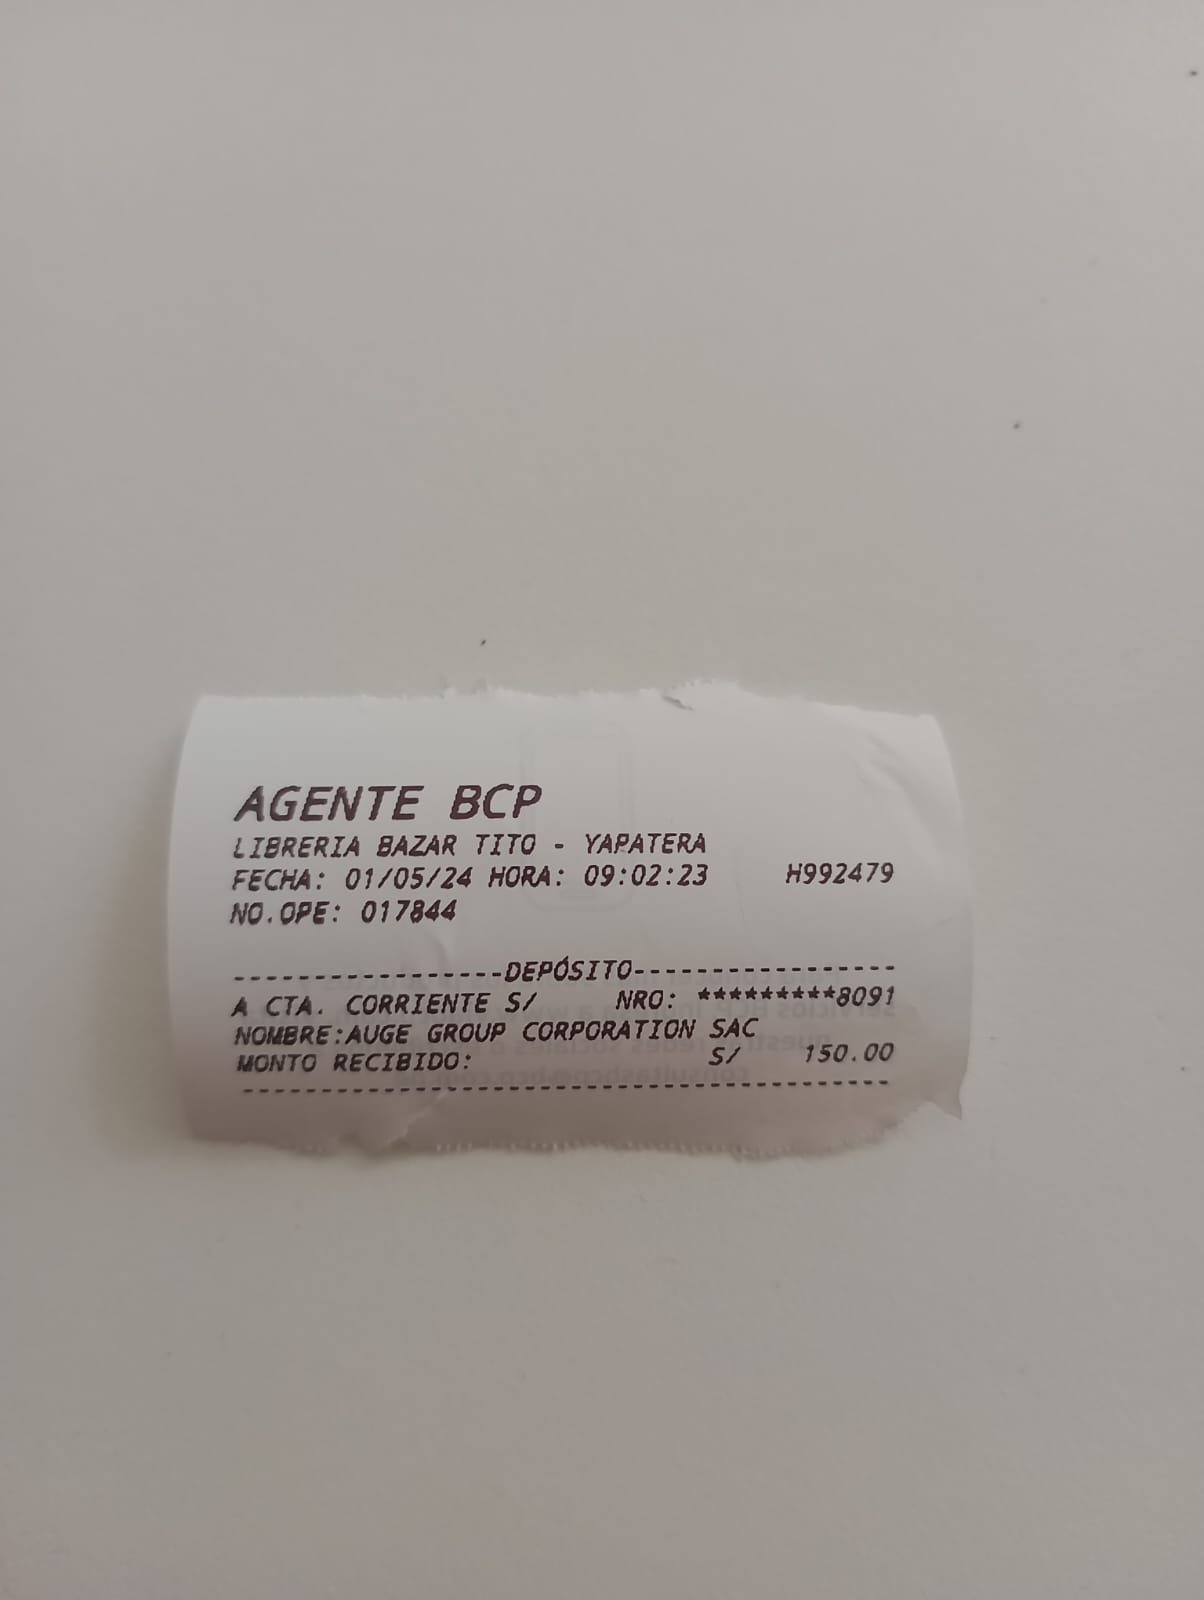 AGENTE BCP
LIBRERIA BAZAR TITO - YAPATERA
FECHA: 01/05/24 HORA: 09:02:23 H992479
NO.OPE: 017844
-----------------DEPÓSITO-----------------
A CTA. CORRIENTE S/ NRO: *********8091
NOMBRE:AUGE GROUP CORPORATION SAC
MONTO RECIBIDO: S/ 150.00
------------------------------------------